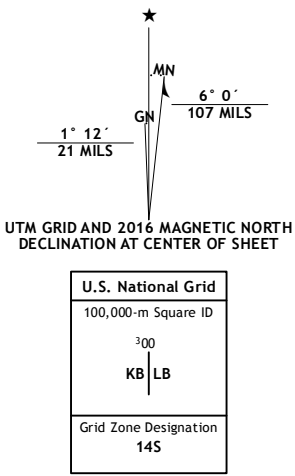 ★
MN
GN
6° 0´
107 MILS
1° 12´
21 MILS
UTM GRID AND 2016 MAGNETIC NORTH
DECLINATION AT CENTER OF SHEET
U.S. National Grid
100,000-m Square ID
³00
KB LB
Grid Zone Designation
14S